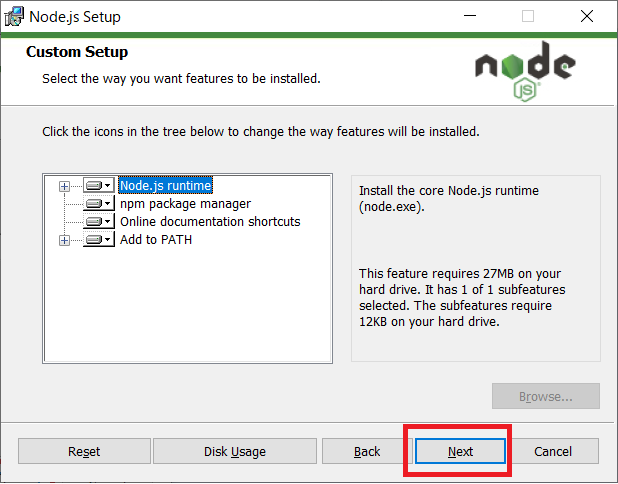 Node.js Setup
Custom Setup
Select the way you want features to be installed.
node
JS
Click the icons in the tree below to change the way features will be installed.
Node.js runtime
npm package manager
Online documentation shortcuts
Add to PATH
Install the core Node.js runtime
(node.exe).
This feature requires 27MB on your
hard drive. It has 1 of 1 subfeatures
selected. The subfeatures require
12KB on your hard drive.
Browse...
Reset
Disk Usage
Back
Next
Cancel